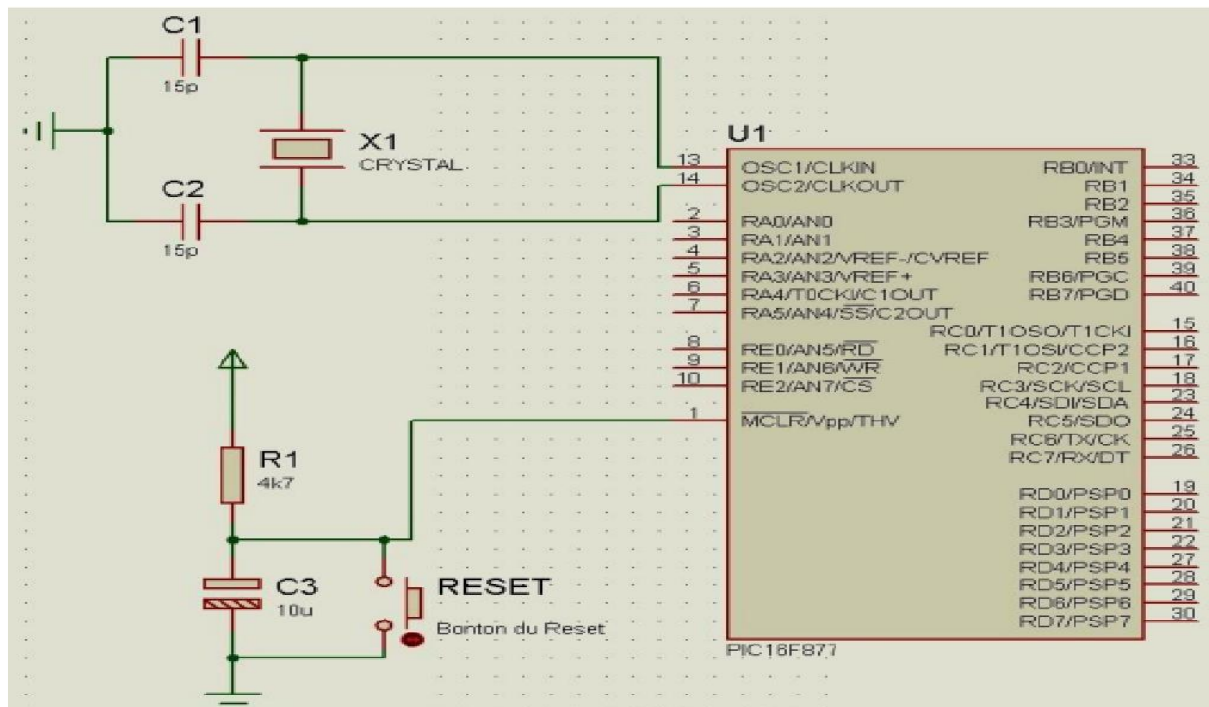 C1
15p
X1
CRYSTAL
C2
15p
R1
4k7
C3
10u
RESET
Bonton du Reset
U1
13 OSC1/CLKIN
14 OSC2/CLKOUT
2 RA0/AN0
3 RA1/AN1
4 RA2/AN2/VREF-/CVREF
5 RA3/AN3/VREF+
6 RA4/T0CKI/C1OUT
7 RA5/AN4/SS/C2OUT
8 RE0/AN5/RD
9 RE1/AN6/WR
10 RE2/AN7/CS
1 MCLR/Vpp/THV
RB0/INT 33
RB1 34
RB2 35
RB3/PGM 36
RB4 37
RB5 38
RB6/PGC 39
RB7/PGD 40
RC0/T1OSO/T1CKI 15
RC1/T1OSI/CCP2 16
RC2/CCP1 17
RC3/SCK/SCL 18
RC4/SDI/SDA 23
RC5/SDO 24
RC6/TX/CK 25
RC7/RX/DT 26
RD0/PSP0 19
RD1/PSP1 20
RD2/PSP2 21
RD3/PSP3 22
RD4/PSP4 27
RD5/PSP5 28
RD6/PSP6 29
RD7/PSP7 30
PIC16F877